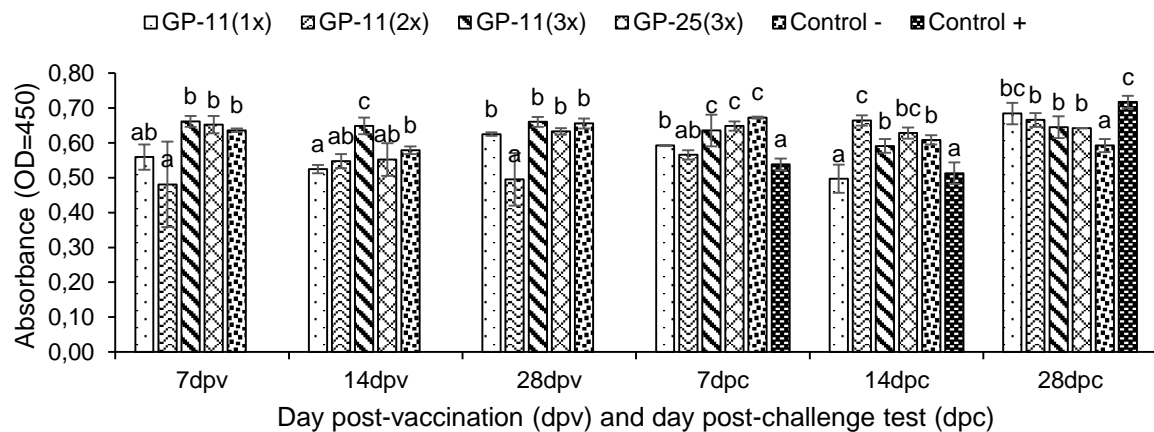 GP-11(1x) GP-11(2x) GP-11(3x) GP-25(3x) Control - Control +
Absorbance (OD=450)
0,80
0,70
0,60
0,50
0,40
0,30
0,20
0,10
0,00
ab a b b b
a ab c ab b
b a b b b
b ab c c c a
a c b bc b a
bc b b b a c
7dpv 14dpv 28dpv 7dpc 14dpc 28dpc
Day post-vaccination (dpv) and day post-challenge test (dpc)